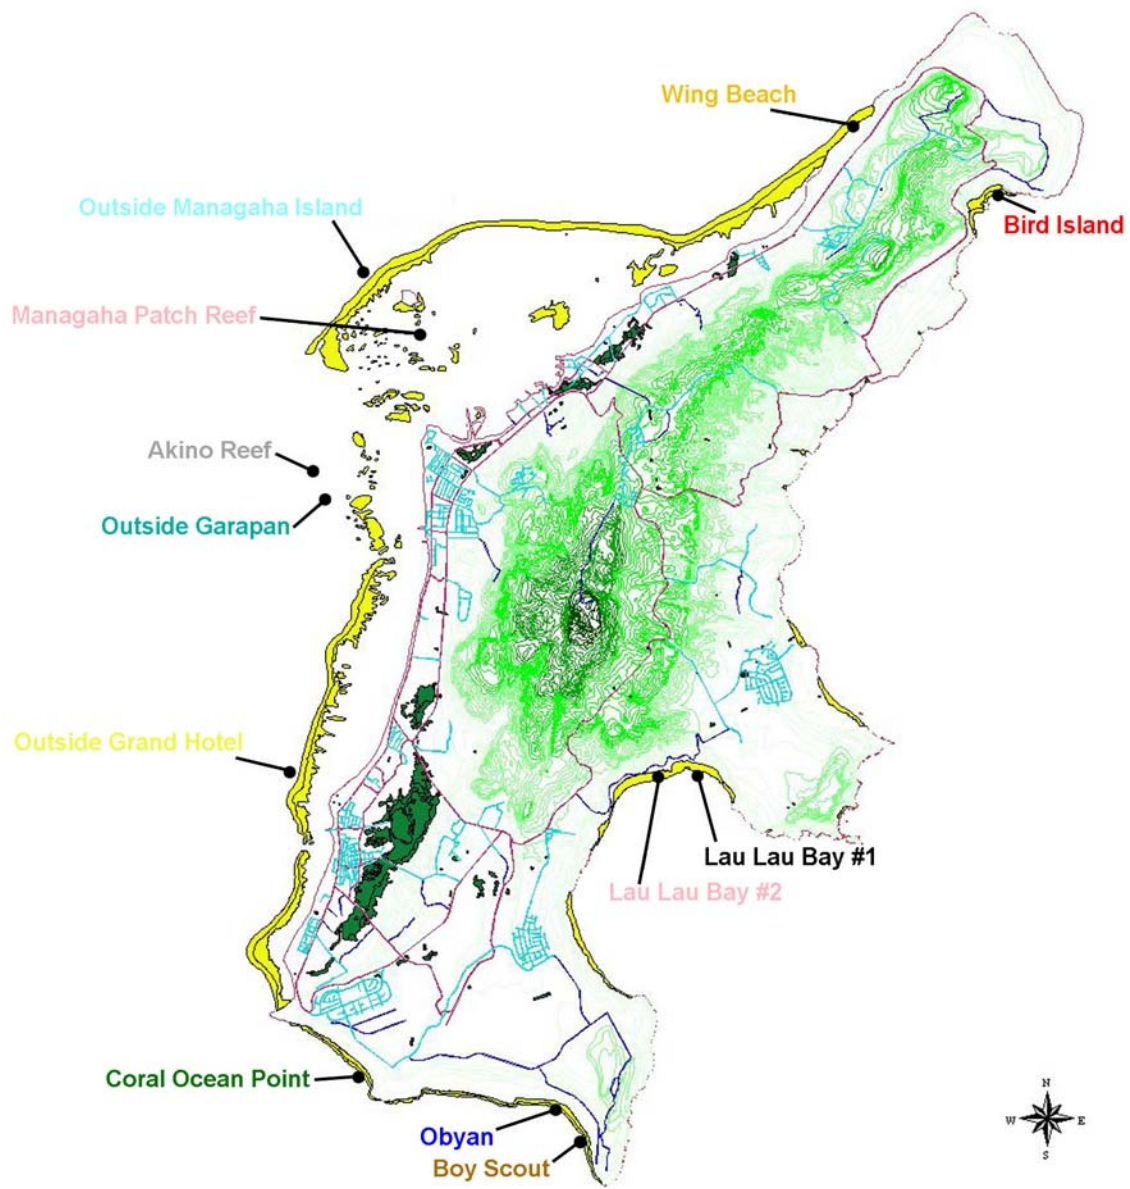 Wing Beach
Outside Managaha Island
Bird Island
Managaha Patch Reef
Akino Reef
Outside Garapan
Outside Grand Hotel
Lau Lau Bay #1
Lau Lau Bay #2
Coral Ocean Point
N
W E
S
Obyan
Boy Scout